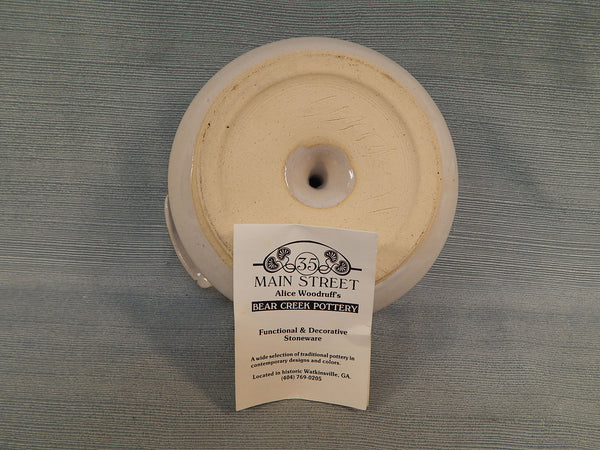 35
MAIN STREET
Alice Woodruff's
BEAR CREEK POTTERY
Functional & Decorative
Stoneware
A wide selection of traditional pottery in
contemporary designs and colors.
Located in historic Watkinsville, GA.
(404) 769-0205